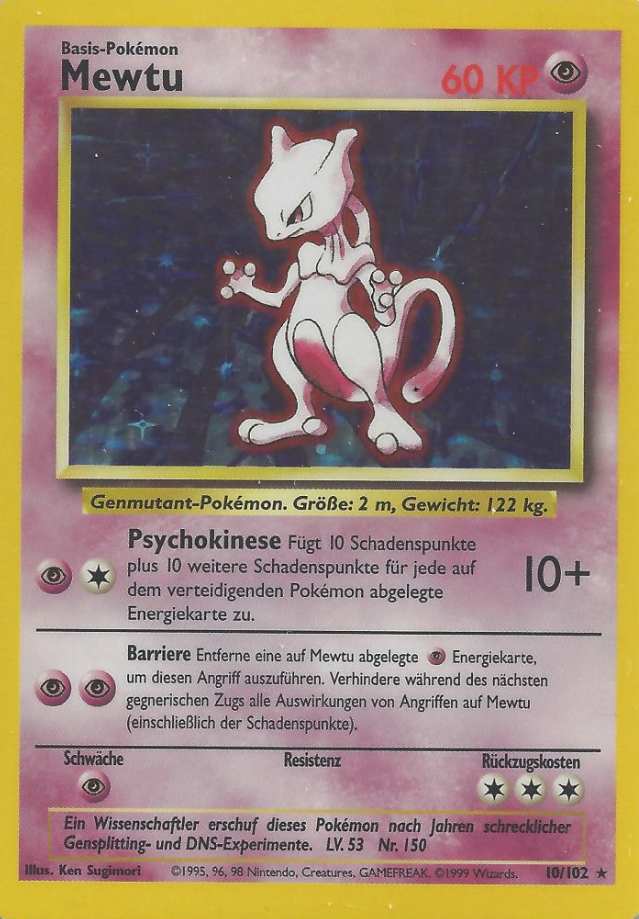 Basis-Pokémon
Mewtu
60 KP
Genmutant-Pokémon. Größe: 2 m, Gewicht: 122 kg.
Psychokinese Fügt 10 Schadenspunkte
plus 10 weitere Schadenspunkte für jede auf
dem verteidigenden Pokémon abgelegte
Energiekarte zu.
10+
Barriere Entferne eine auf Mewtu abgelegte Energiekarte,
um diesen Angriff auszuführen. Verhindere während des nächsten
gegnerischen Zugs alle Auswirkungen von Angriffen auf Mewtu
(einschließlich der Schadenspunkte).
Schwäche
Resistenz
Rückzugskosten
Ein Wissenschaftler erschuf dieses Pokémon nach Jahren schrecklicher
Gensplitting- und DNS-Experimente. LV. 53 Nr. 150
Illus. Ken Sugimori
©1995, 96, 98 Nintendo, Creatures, GAMEFREAK. ©1999 Wizards.
10/102